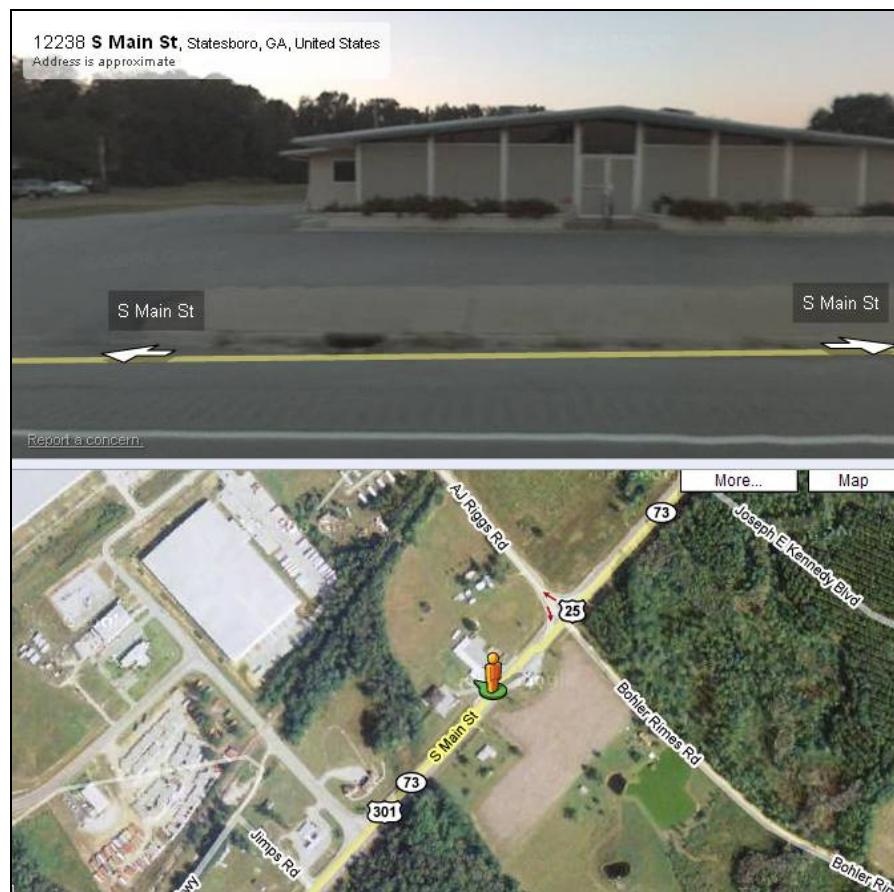 12238 S Main St, Statesboro, GA, United States
Address is approximate
S Main St
S Main St
Report a concern
More...
Map
AJ Riggs Rd
73
Joseph E Kennedy Blvd
25
Bohler Rimes Rd
S Main St
73
301
Jimps Rd
wy
Bohler